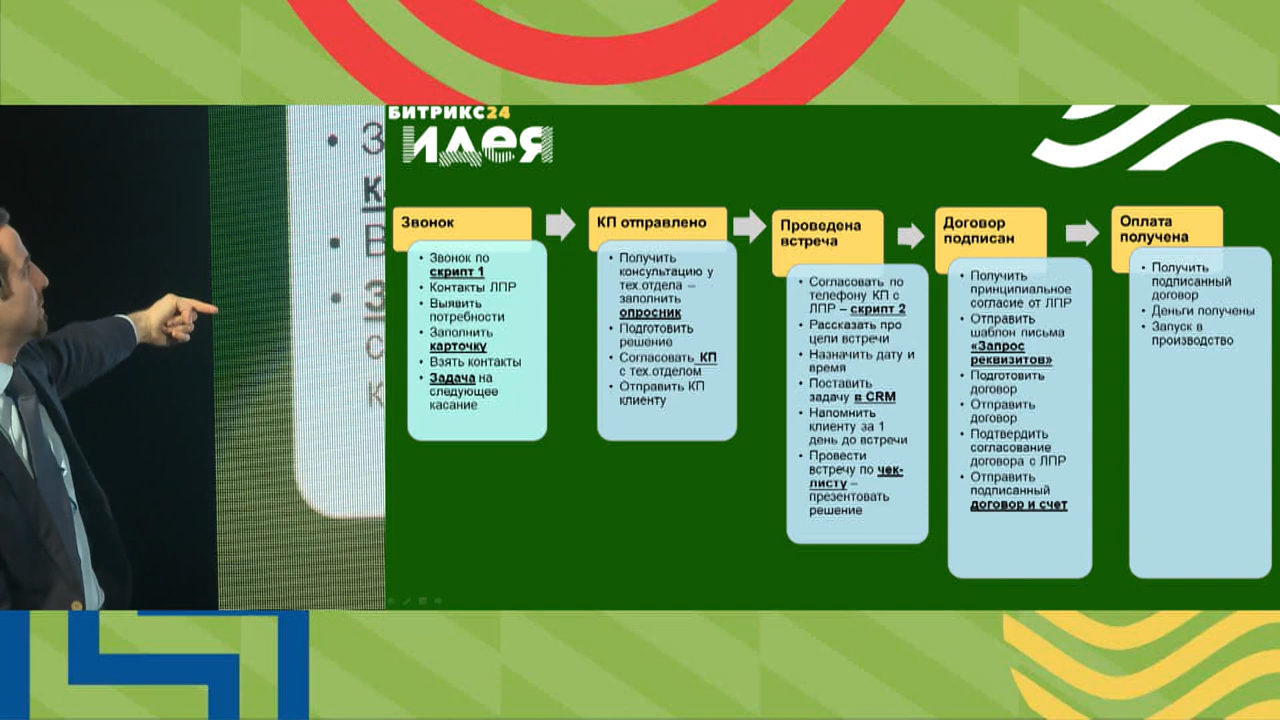 БИТРИКС24
идея
Звонок
• Звонок по
скрипт 1
• Контакты ЛПР
• Выявить
потребности
• Заполнить
карточку
• Взять контакты
• Задача на
следующее
касание
КП отправлено
• Получить
консультацию у
тех.отдела –
заполнить
опросник
• Подготовить
решение
• Согласовать КП
с тех.отделом
• Отправить КП
клиенту
Проведена
встреча
• Согласовать по
телефону КП с
ЛПР – скрипт 2
• Рассказать про
цели встречи
• Назначить дату и
время
• Поставить
задачу в CRM
• Напомнить
клиенту за 1
день до встречи
• Провести
встречу по чек-
листу –
презентовать
решение
Договор
подписан
• Получить
принципиальное
согласие от ЛПР
• Отправить
шаблон письма
«Запрос
реквизитов»
• Подготовить
договор
• Отправить
договор
• Подтвердить
согласование
договора с ЛПР
• Отправить
подписанный
договор и счет
Оплата
получена
• Получить
подписанный
договор
• Деньги получены
• Запуск в
производство